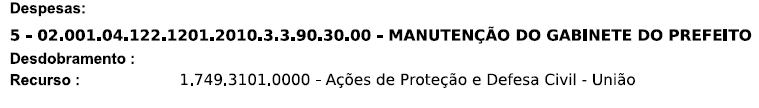 Despesas:
5 - 02.001.04.122.1201.2010.3.3.90.30.00 - MANUTENÇÃO DO GABINETE DO PREFEITO
Desdobramento :
Recurso : 1.749.3101.0000 - Ações de Proteção e Defesa Civil - União